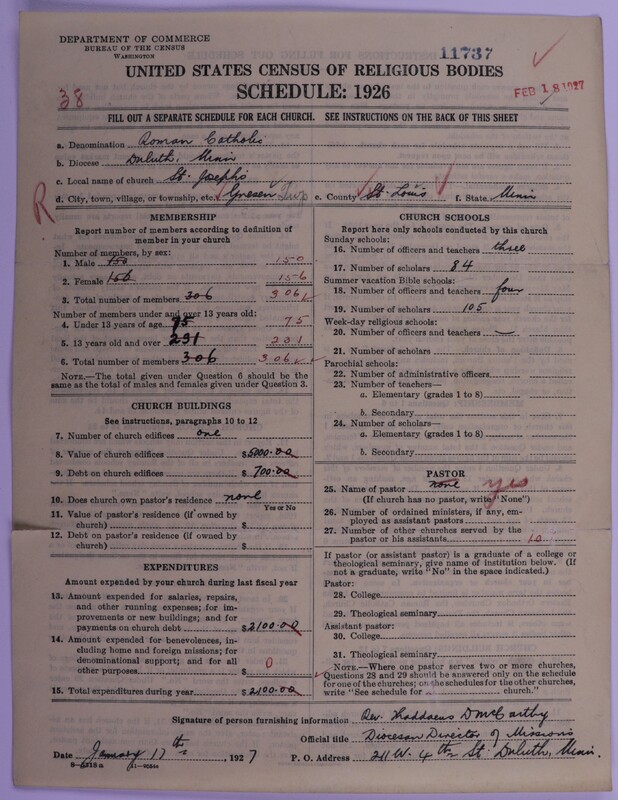 DEPARTMENT OF COMMERCE
BUREAU OF THE CENSUS
WASHINGTON
11737
UNITED STATES CENSUS OF RELIGIOUS BODIES
SCHEDULE: 1926
38
FEB 18 1927
FILL OUT A SEPARATE SCHEDULE FOR EACH CHURCH. SEE INSTRUCTIONS ON THE BACK OF THIS SHEET
a. Denomination Roman Catholic
b. Diocese Duluth, Minn
c. Local name of church St. Josephs
d. City, town, village, or township, etc. Gnesen Twp e. County St. Louis f. State Minn
R
MEMBERSHIP
Report number of members according to definition of
member in your church
Number of members, by sex:
1. Male 150 150
2. Female 156 156
3. Total number of members 306 306
Number of members under and over 13 years old:
4. Under 13 years of age 75 75
5. 13 years old and over 231 231
6. Total number of members 306 306
NOTE.—The total given under Question 6 should be
the same as the total of males and females given under Question 3.
CHURCH BUILDINGS
See instructions, paragraphs 10 to 12
7. Number of church edifices one
8. Value of church edifices $5000.00
9. Debt on church edifices $700.00
10. Does church own pastor's residence none
Yes or No
11. Value of pastor's residence (if owned by
church) $
12. Debt on pastor's residence (if owned by
church) $
EXPENDITURES
Amount expended by your church during last fiscal year
13. Amount expended for salaries, repairs,
and other running expenses; for im-
provements or new buildings; and for
payments on church debt $2100.00
14. Amount expended for benevolences, in-
cluding home and foreign missions; for
denominational support; and for all
other purposes $ 0
15. Total expenditures during year $2100.00
CHURCH SCHOOLS
Report here only schools conducted by this church
Sunday schools:
16. Number of officers and teachers three
17. Number of scholars 84
Summer vacation Bible schools:
18. Number of officers and teachers four
19. Number of scholars 105
Week-day religious schools:
20. Number of officers and teachers —
21. Number of scholars
Parochial schools:
22. Number of administrative officers
23. Number of teachers—
a. Elementary (grades 1 to 8)
b. Secondary
24. Number of scholars—
a. Elementary (grades 1 to 8)
b. Secondary
PASTOR
25. Name of pastor none yes
(If church has no pastor, write "None")
26. Number of ordained ministers, if any, em-
ployed as assistant pastors
27. Number of other churches served by the
pastor or his assistants 10
If pastor (or assistant pastor) is a graduate of a college or
theological seminary, give name of institution below. (If
not a graduate, write "No" in the space indicated.)
Pastor:
28. College
29. Theological seminary
Assistant pastor:
30. College
31. Theological seminary
NOTE.—Where one pastor serves two or more churches,
Questions 28 and 29 should be answered only on the schedule
for one of the churches; on the schedules for the other churches,
write "See schedule for church."
Signature of person furnishing information Rev. Thaddaeus D McCarthy
Official title Diocesan Director of Missions
Date January 17th, 1927 P. O. Address 211 W. 4th St. Duluth, Minn.